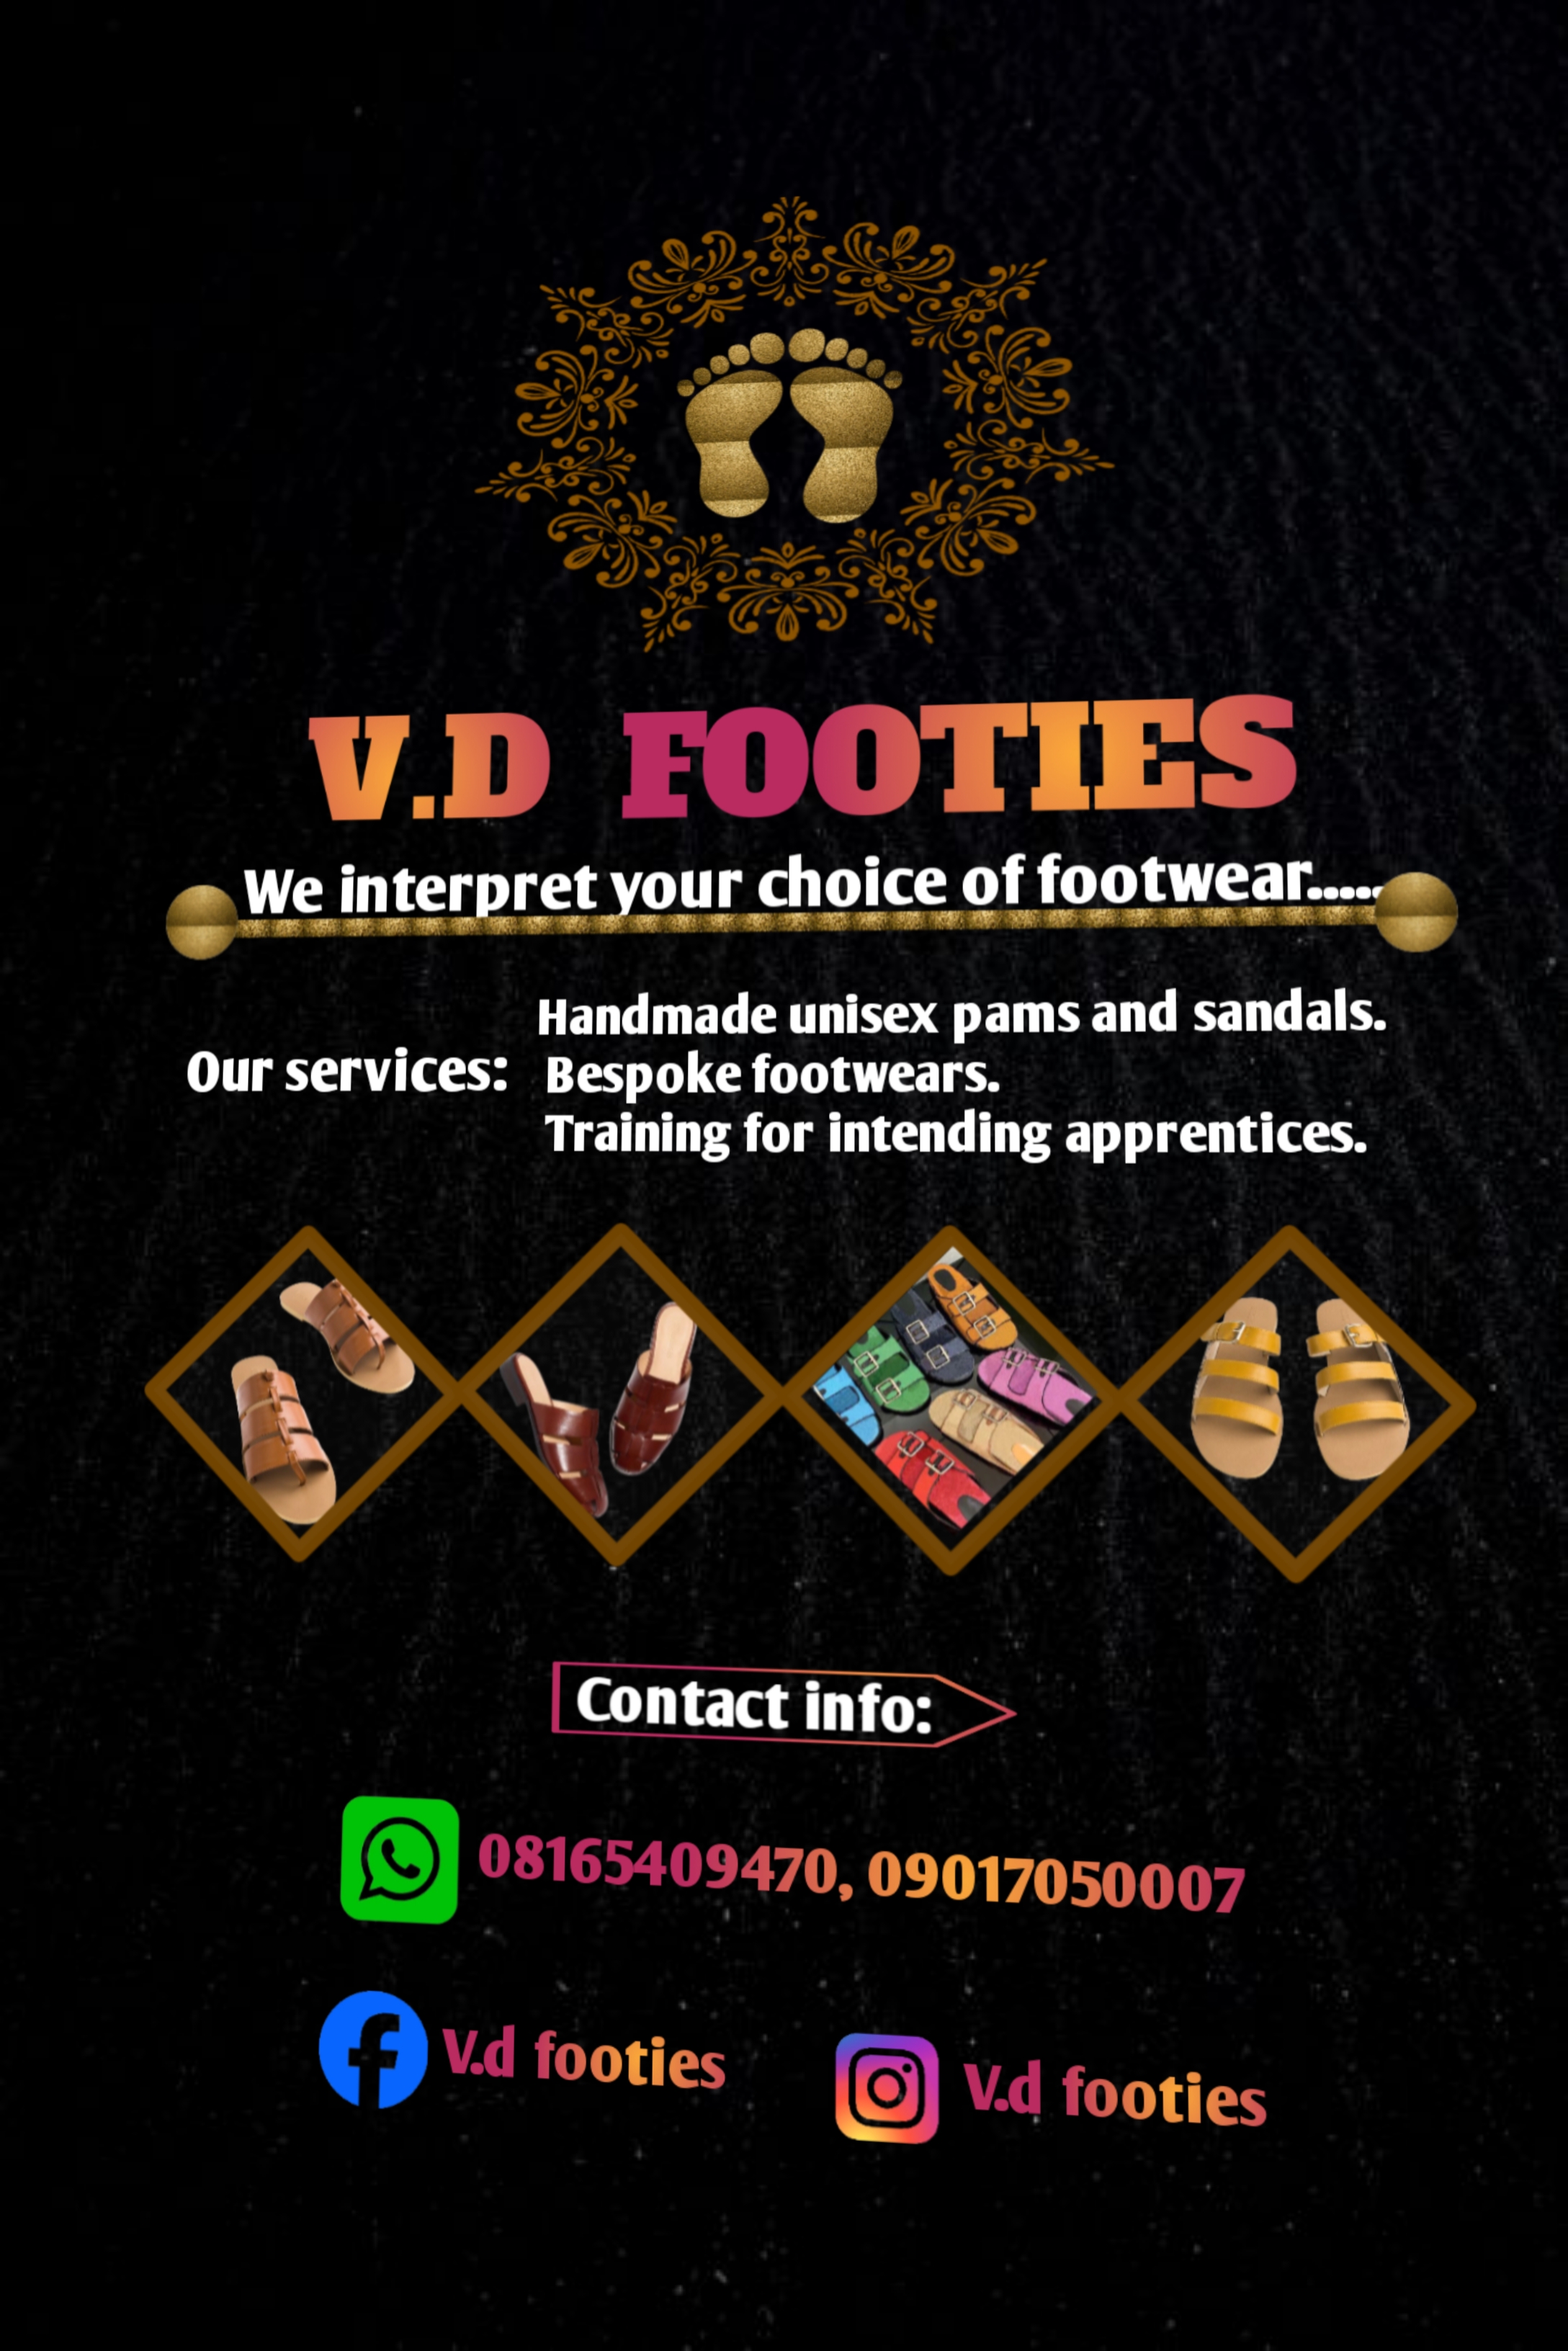 V.D FOOTIES
We interpret your choice of footwear.....
Our services:
Handmade unisex pams and sandals.
Bespoke footwears.
Training for intending apprentices.
Contact info:
08165409470, 09017050007
V.d footies
V.d footies